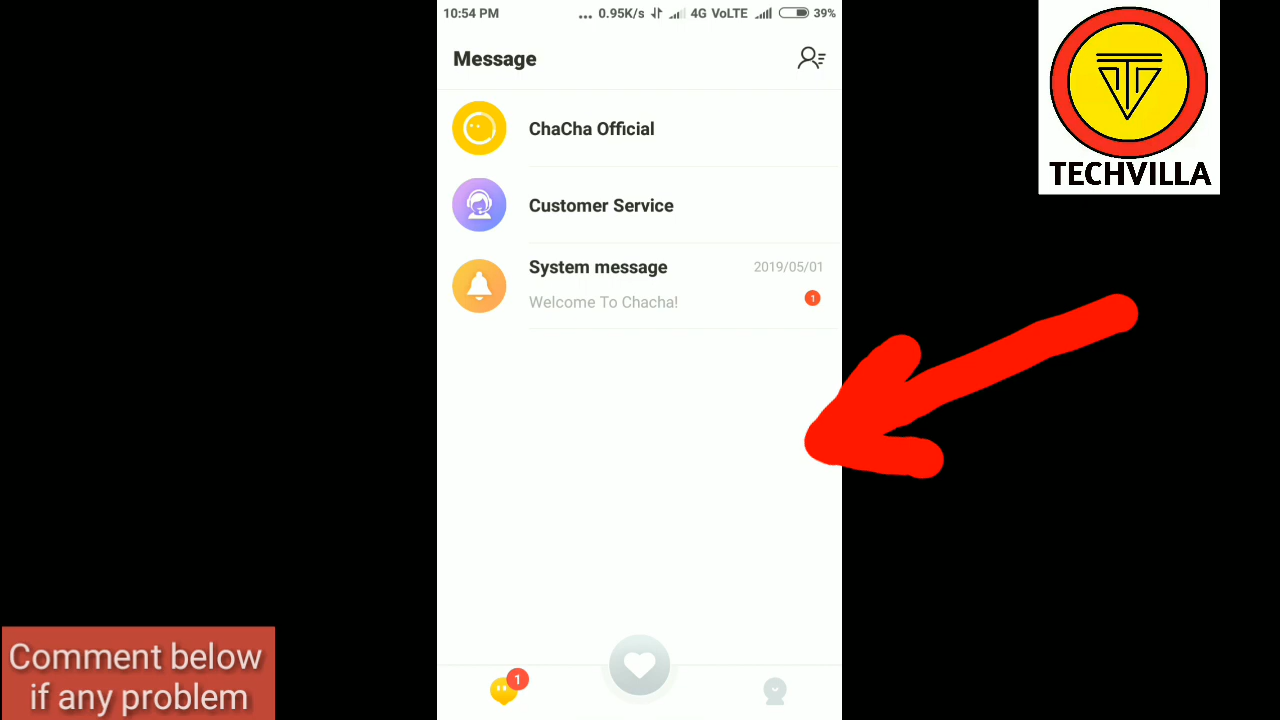 10:54 PM ... 0.95K/s 4G VoLTE 39%
Message
ChaCha Official
Customer Service
System message 2019/05/01
Welcome To Chacha! 1
1
TECHVILLA
Comment below
if any problem